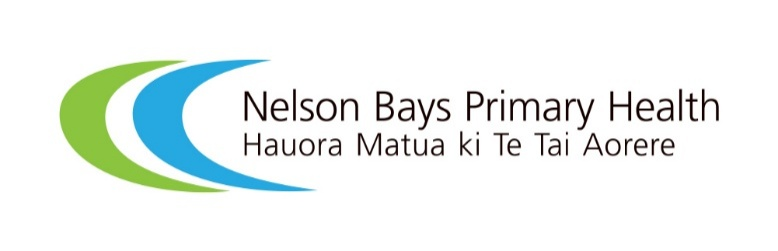 Nelson Bays Primary Health
Hauora Matua ki Te Tai Aorere